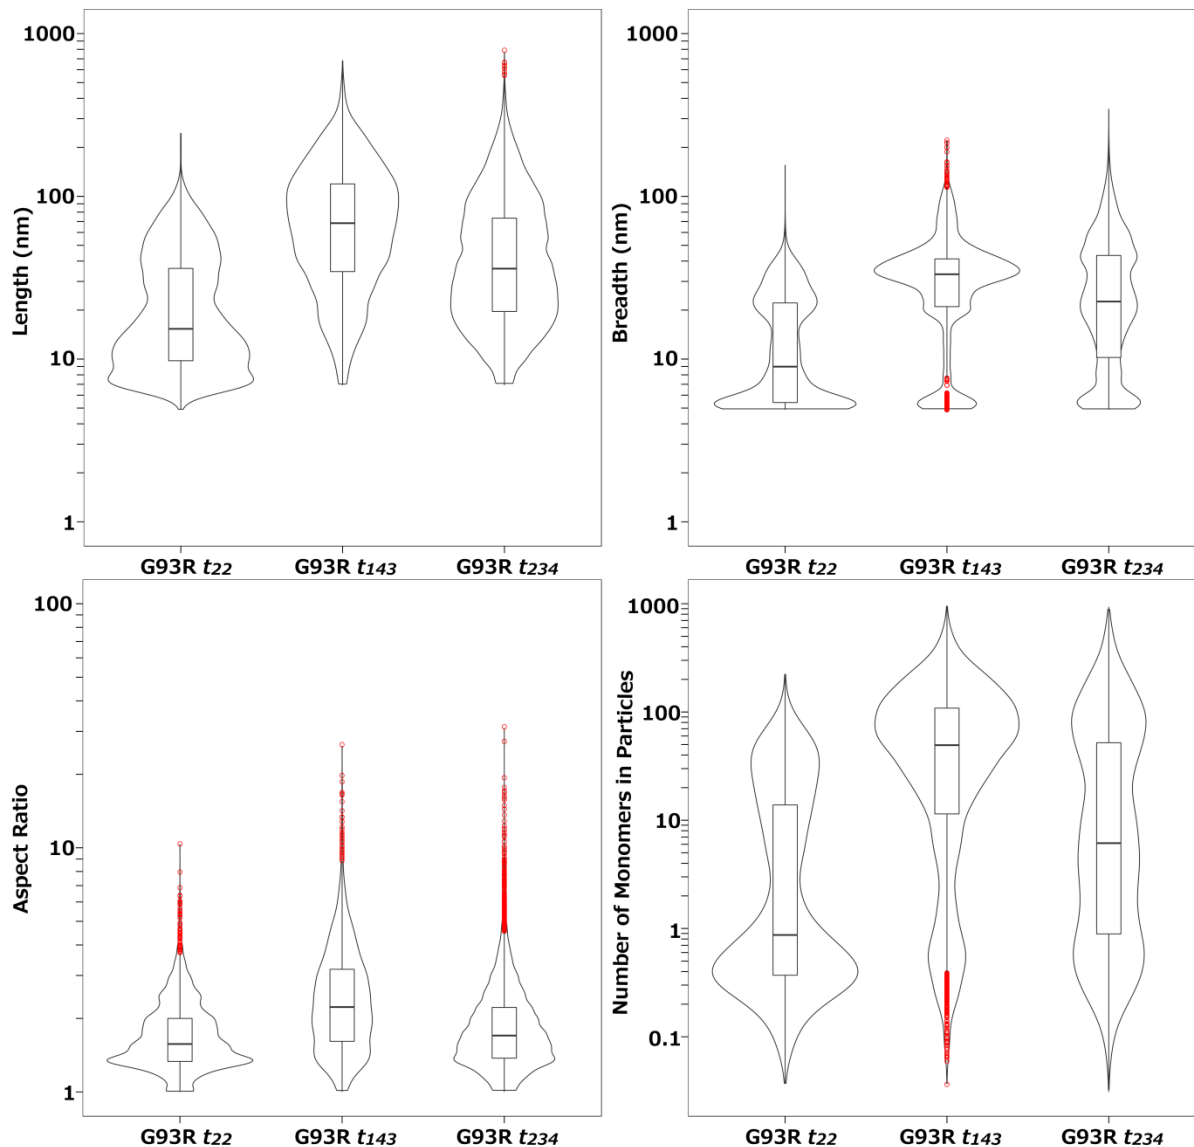 Length (nm)
1000
100
10
1
G93R t22 G93R t143 G93R t234
Breadth (nm)
1000
100
10
1
G93R t22 G93R t143 G93R t234
Aspect Ratio
100
10
1
G93R t22 G93R t143 G93R t234
Number of Monomers in Particles
1000
100
10
1
0.1
G93R t22 G93R t143 G93R t234